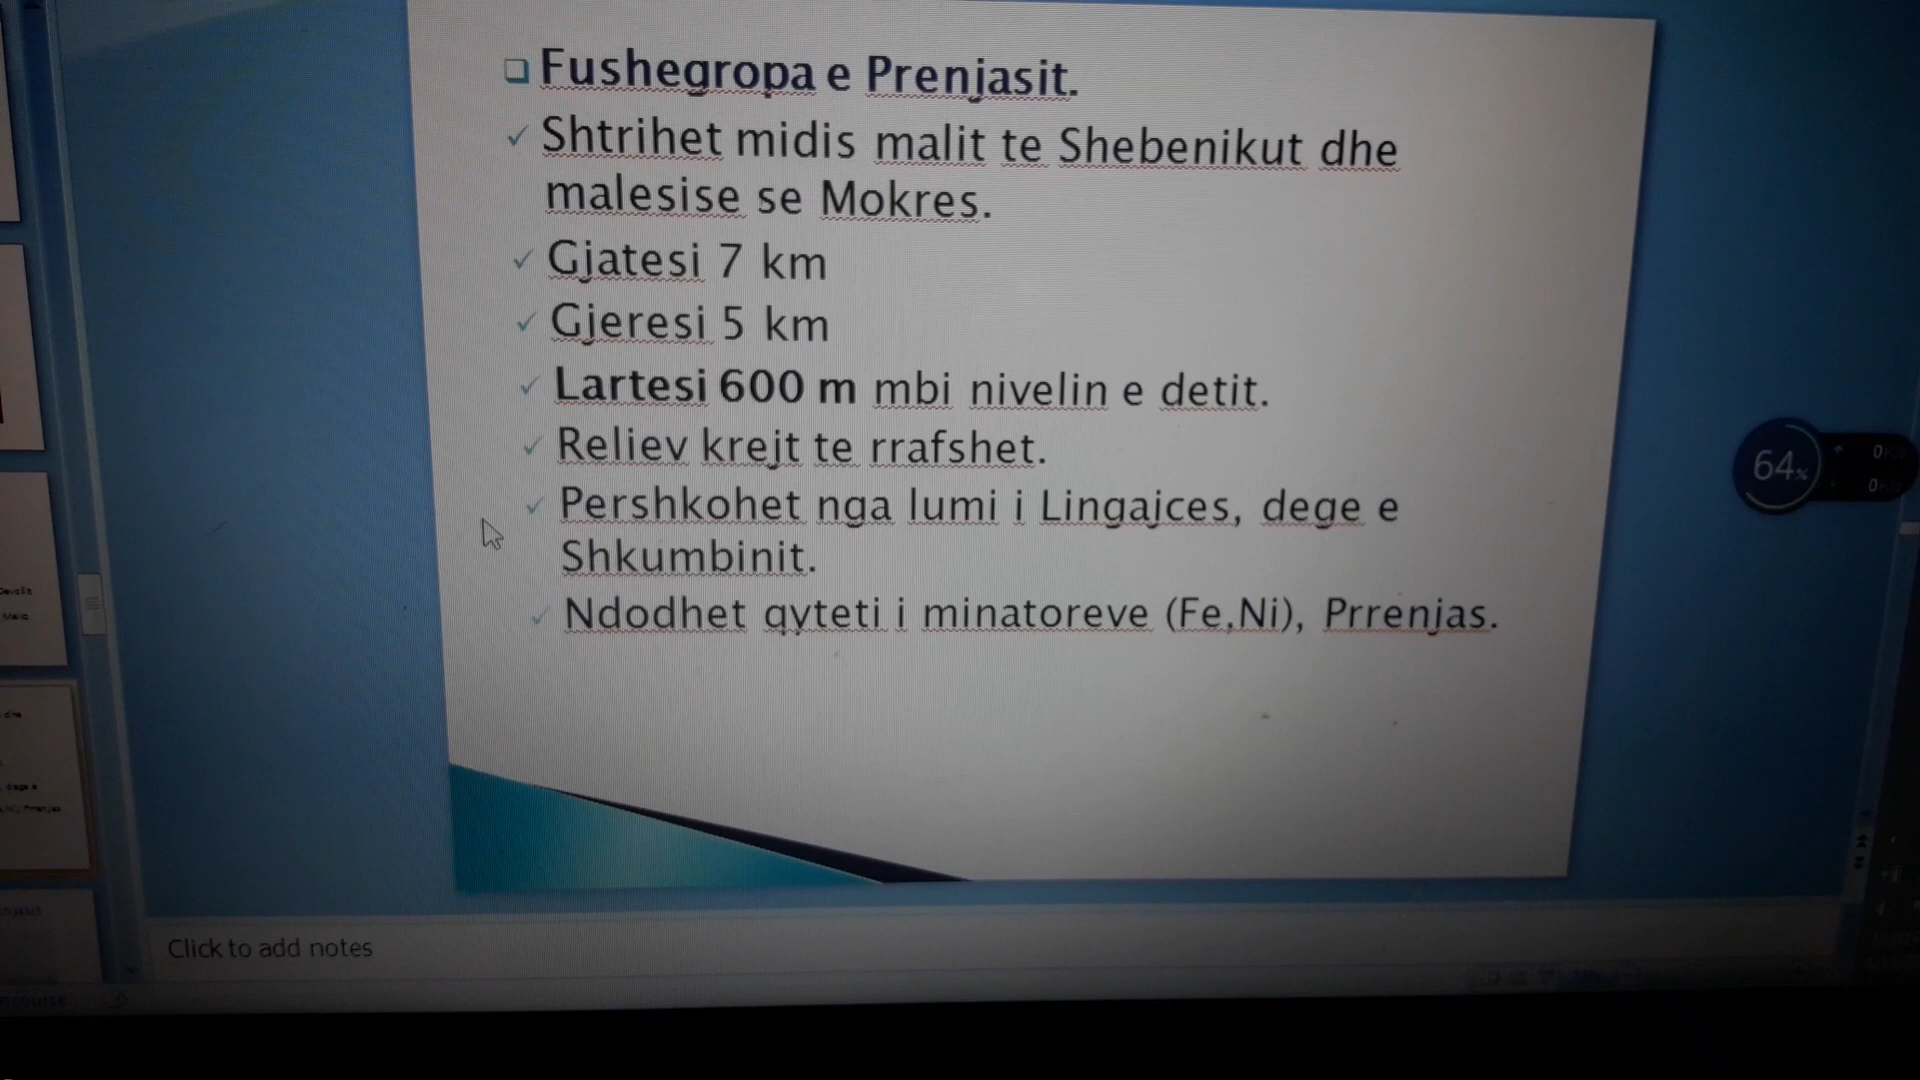 Fushegropa e Prenjasit.
Shtrihet midis malit te Shebenikut dhe
malesise se Mokres.
Gjatesi 7 km
Gjeresi 5 km
Lartesi 600 m mbi nivelin e detit.
Reliev krejt te rrafshet.
Pershkohet nga lumi i Lingajces, dege e
Shkumbinit.
Ndodhet qyteti i minatoreve (Fe,Ni), Prrenjas.
64%
Click to add notes